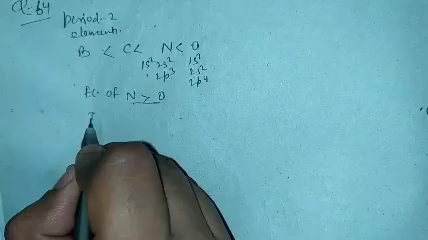 Q.64
period-2
elements.
B < C < N < O
1s² 2s² 1s²
2p³ 2s²
2p⁴
Ec. of N > O
I